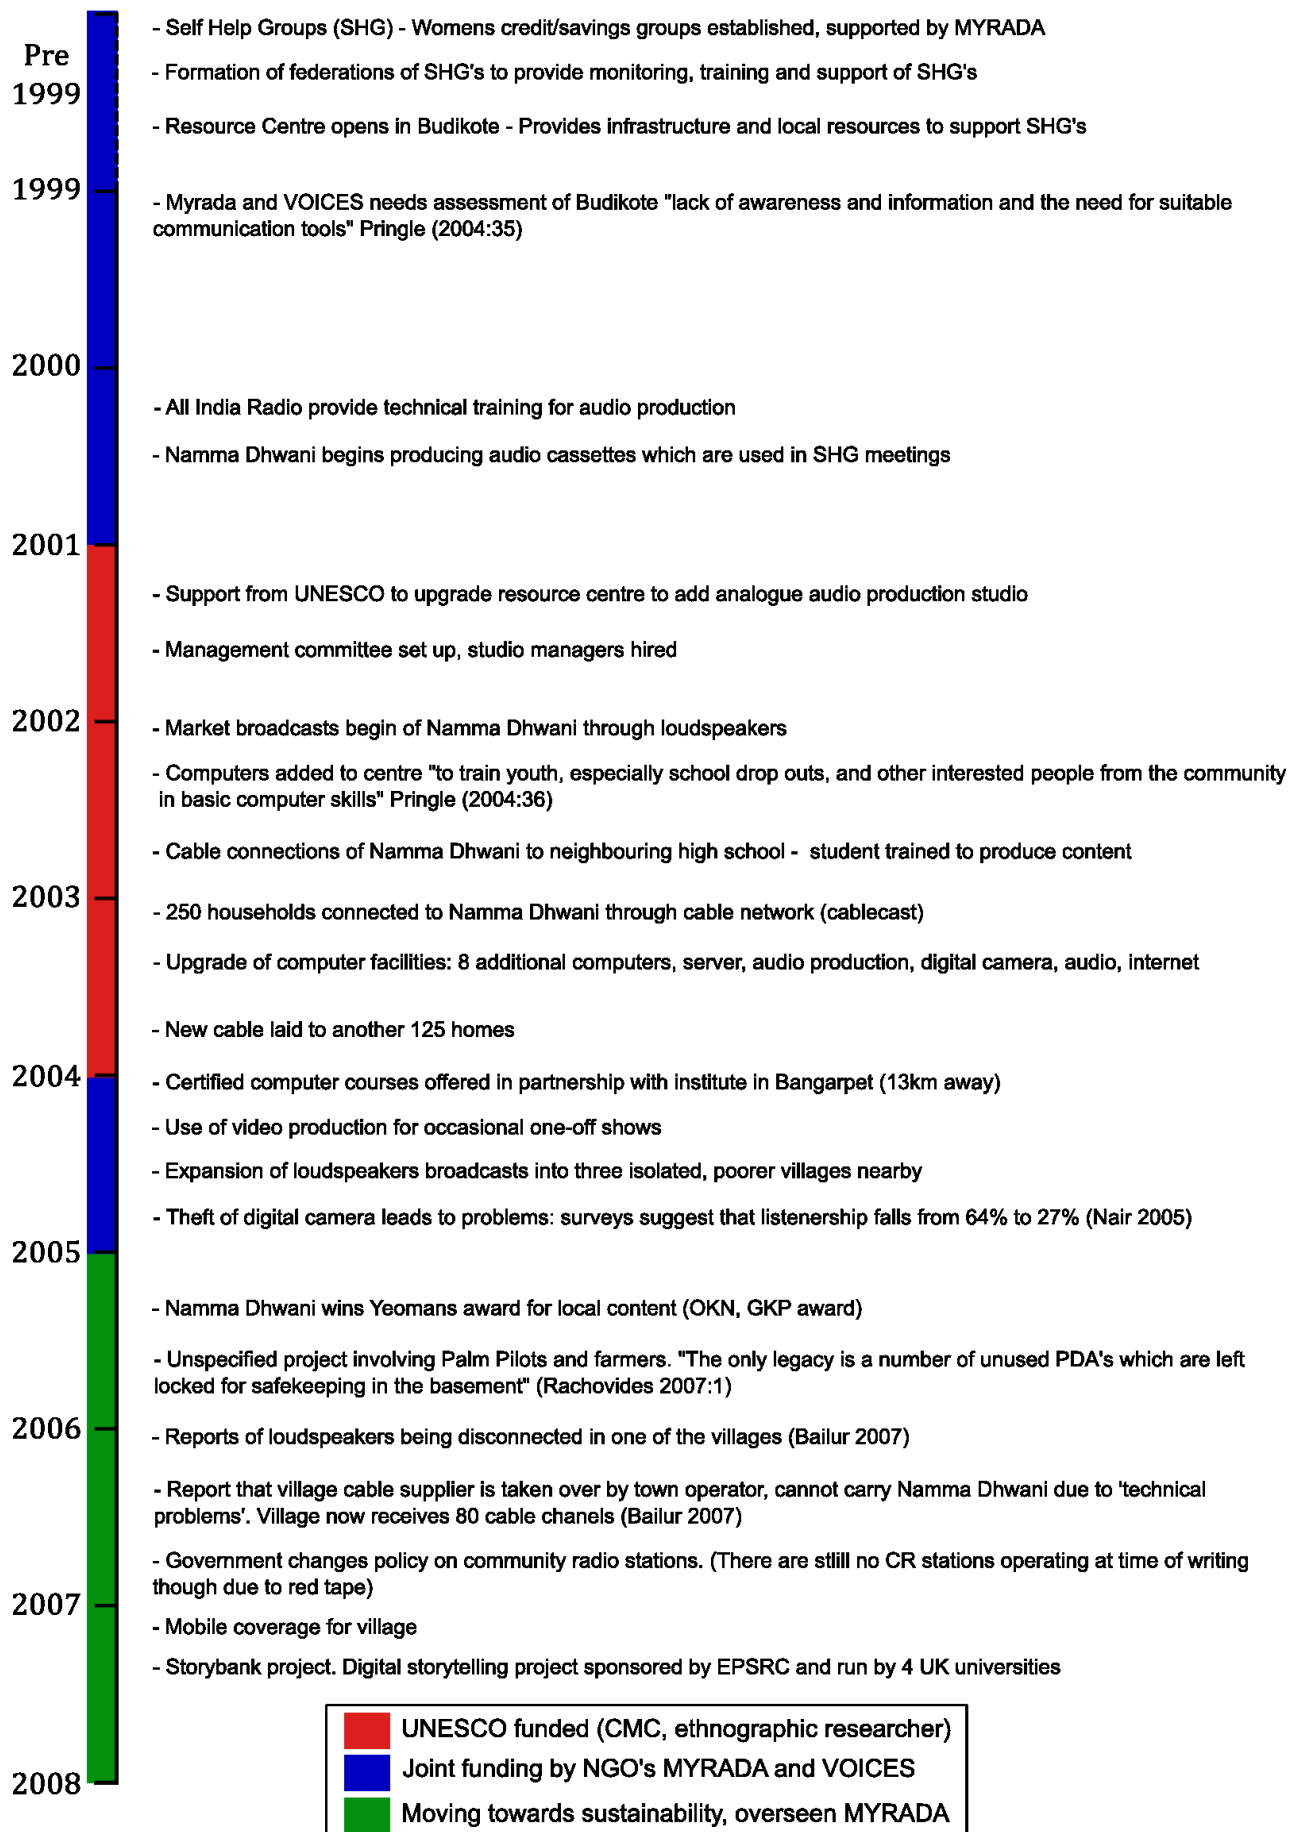 - Self Help Groups (SHG) - Womens credit/savings groups established, supported by MYRADA
Pre
1999
- Formation of federations of SHG's to provide monitoring, training and support of SHG's
- Resource Centre opens in Budikote - Provides infrastructure and local resources to support SHG's
1999
- Myrada and VOICES needs assessment of Budikote "lack of awareness and information and the need for suitable
communication tools" Pringle (2004:35)
2000
- All India Radio provide technical training for audio production
- Namma Dhwani begins producing audio cassettes which are used in SHG meetings
2001
- Support from UNESCO to upgrade resource centre to add analogue audio production studio
- Management committee set up, studio managers hired
2002
- Market broadcasts begin of Namma Dhwani through loudspeakers
- Computers added to centre "to train youth, especially school drop outs, and other interested people from the community
in basic computer skills" Pringle (2004:36)
- Cable connections of Namma Dhwani to neighbouring high school - student trained to produce content
2003
- 250 households connected to Namma Dhwani through cable network (cablecast)
- Upgrade of computer facilities: 8 additional computers, server, audio production, digital camera, audio, internet
- New cable laid to another 125 homes
2004
- Certified computer courses offered in partnership with institute in Bangarpet (13km away)
- Use of video production for occasional one-off shows
- Expansion of loudspeakers broadcasts into three isolated, poorer villages nearby
- Theft of digital camera leads to problems: surveys suggest that listenership falls from 64% to 27% (Nair 2005)
2005
- Namma Dhwani wins Yeomans award for local content (OKN, GKP award)
- Unspecified project involving Palm Pilots and farmers. "The only legacy is a number of unused PDA's which are left
locked for safekeeping in the basement" (Rachovides 2007:1)
2006
- Reports of loudspeakers being disconnected in one of the villages (Bailur 2007)
- Report that village cable supplier is taken over by town operator, cannot carry Namma Dhwani due to 'technical
problems'. Village now receives 80 cable chanels (Bailur 2007)
- Government changes policy on community radio stations. (There are stlill no CR stations operating at time of writing
though due to red tape)
2007
- Mobile coverage for village
- Storybank project. Digital storytelling project sponsored by EPSRC and run by 4 UK universities
UNESCO funded (CMC, ethnographic researcher)
Joint funding by NGO's MYRADA and VOICES
2008
Moving towards sustainability, overseen MYRADA